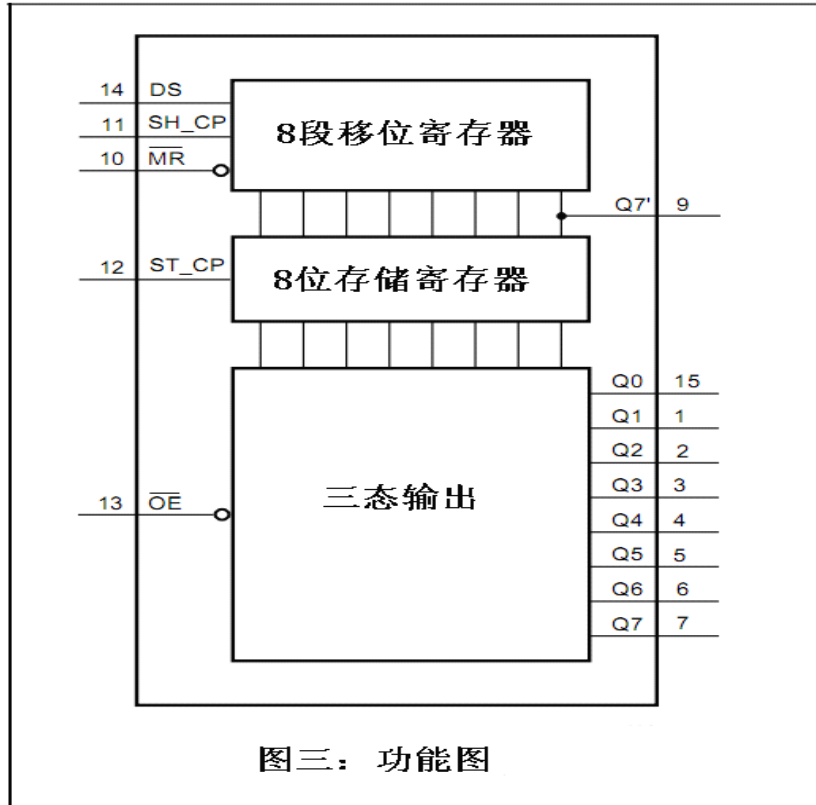 14 DS
11 SH_CP
10 MR
8段移位寄存器
Q7' 9
12 ST_CP
8位存储寄存器
Q0 15
Q1 1
Q2 2
Q3 3
Q4 4
Q5 5
Q6 6
Q7 7
13 OE
三态输出
图三：功能图